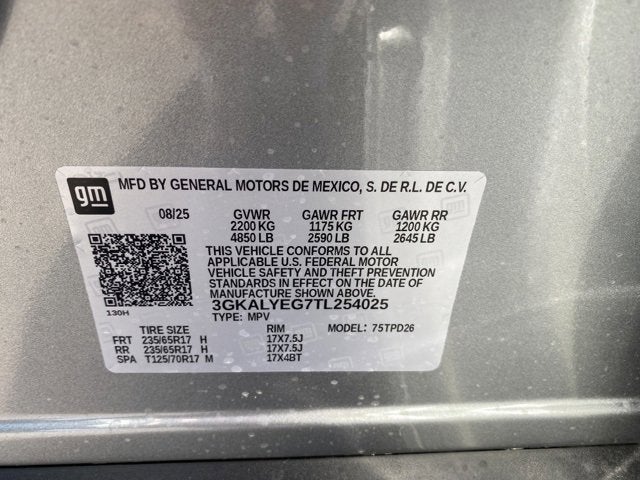 gm
MFD BY GENERAL MOTORS DE MEXICO, S. DE R.L. DE C.V.
08/25 GVWR GAWR FRT GAWR RR
2200 KG 1175 KG 1200 KG
4850 LB 2590 LB 2645 LB
THIS VEHICLE CONFORMS TO ALL
APPLICABLE U.S. FEDERAL MOTOR
VEHICLE SAFETY AND THEFT PREVENTION
STANDARDS IN EFFECT ON THE DATE OF
MANUFACTURE SHOWN ABOVE.
3GKALYEG7TL254025
130H
TYPE: MPV
TIRE SIZE RIM MODEL: 75TPD26
FRT 235/65R17 H 17X7.5J
RR 235/65R17 H 17X7.5J
SPA T125/70R17 M 17X4BT